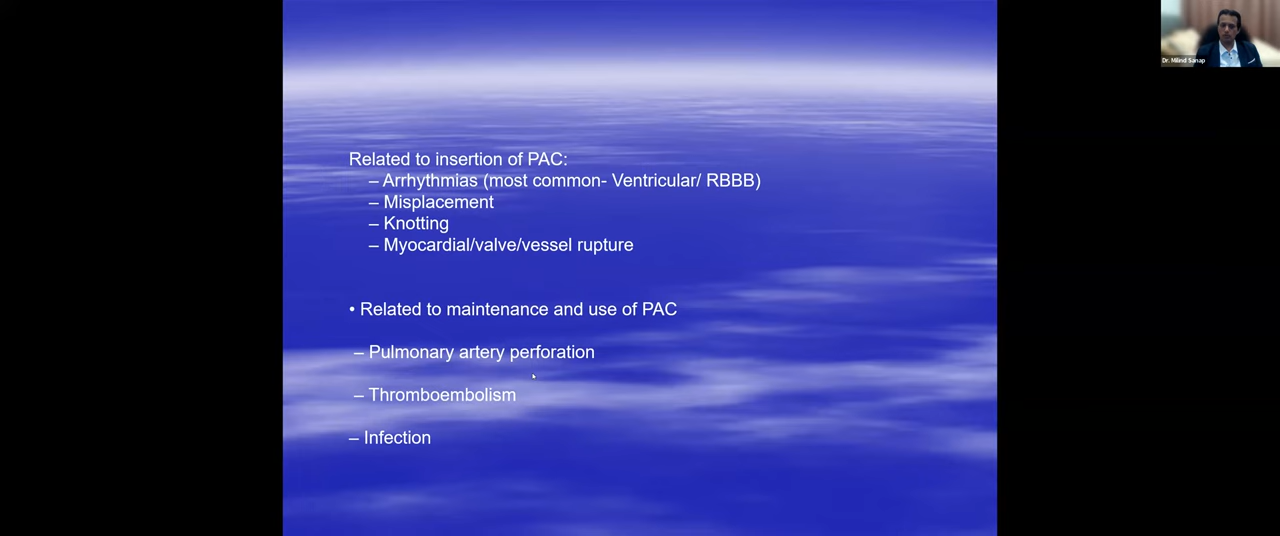 Dr. Milind Sanap
Related to insertion of PAC:
– Arrhythmias (most common- Ventricular/ RBBB)
– Misplacement
– Knotting
– Myocardial/valve/vessel rupture
• Related to maintenance and use of PAC
– Pulmonary artery perforation
– Thromboembolism
– Infection